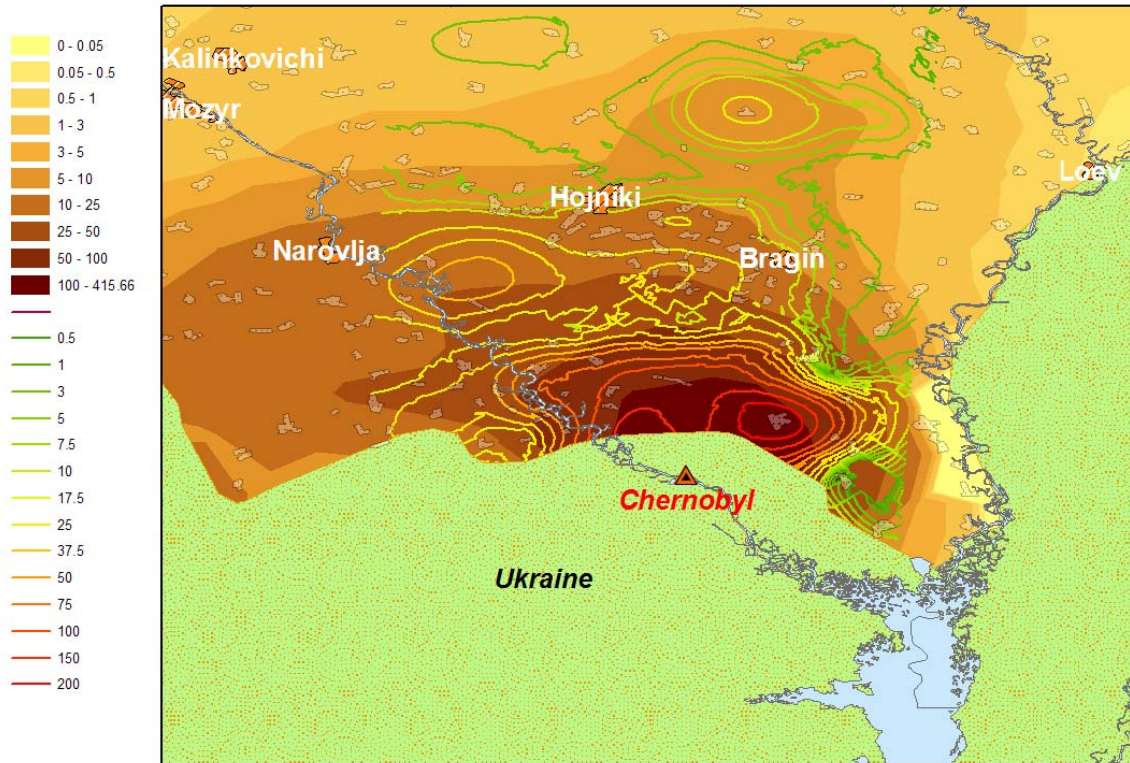 0 - 0.05
0.05 - 0.5
0.5 - 1
1 - 3
3 - 5
5 - 10
10 - 25
25 - 50
50 - 100
100 - 415.66
0.5
1
3
5
7.5
10
17.5
25
37.5
50
75
100
150
200
Kalinkovichi
Mozyr
Loev
Hojniki
Narovlja
Bragin
Chernobyl
Ukraine